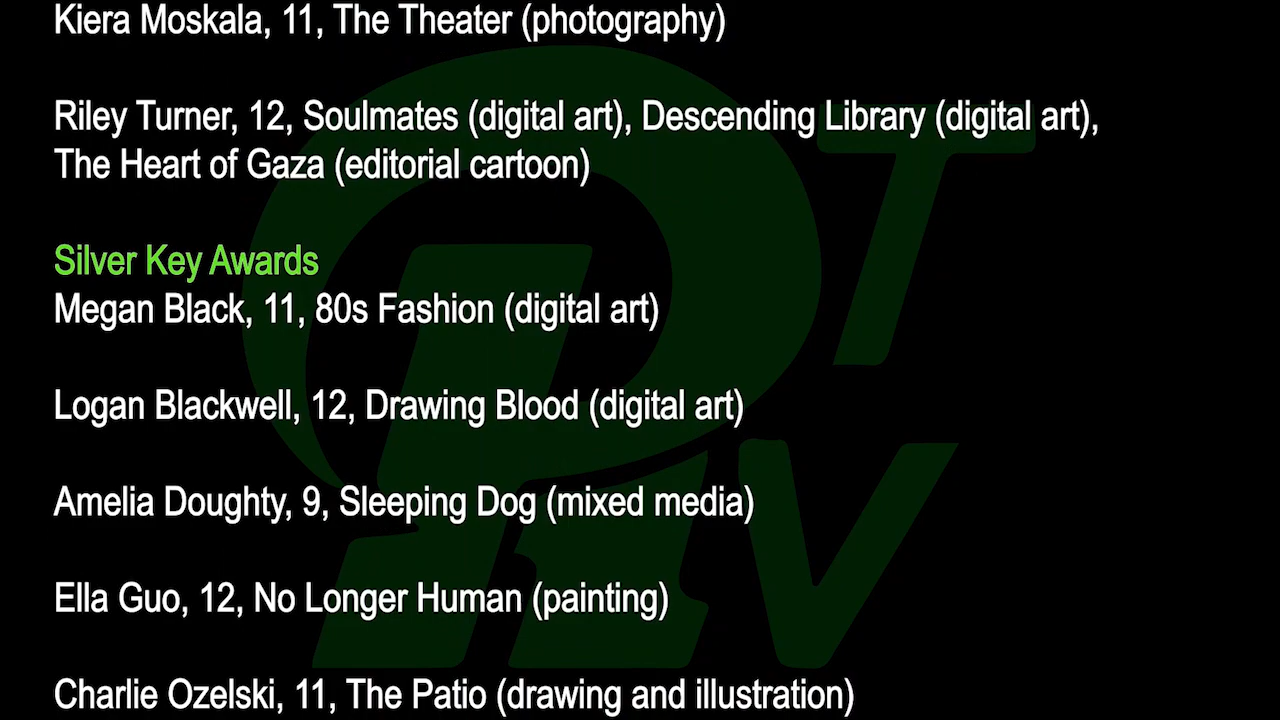 Kiera Moskala, 11, The Theater (photography)
Riley Turner, 12, Soulmates (digital art), Descending Library (digital art),
The Heart of Gaza (editorial cartoon)
Silver Key Awards
Megan Black, 11, 80s Fashion (digital art)
Logan Blackwell, 12, Drawing Blood (digital art)
Amelia Doughty, 9, Sleeping Dog (mixed media)
Ella Guo, 12, No Longer Human (painting)
Charlie Ozelski, 11, The Patio (drawing and illustration)